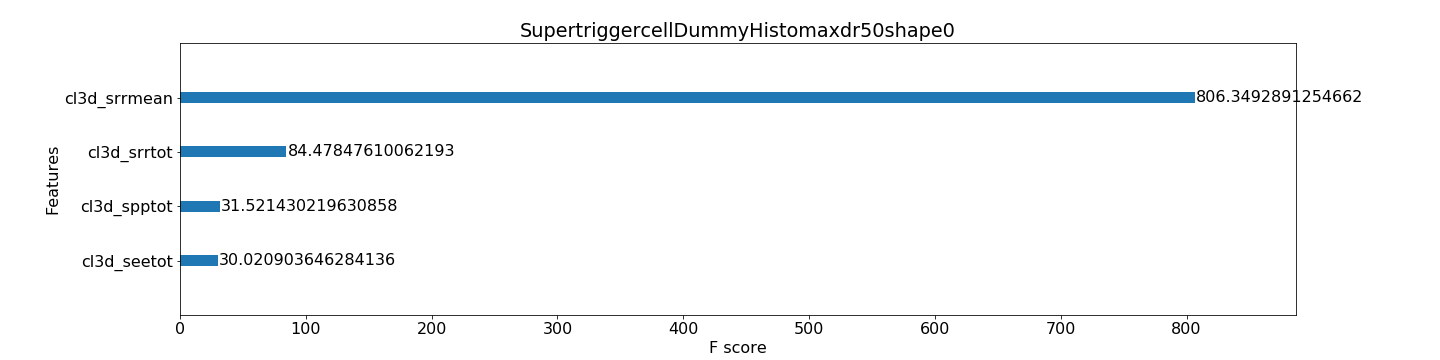 SupertriggercellDummyHistomaxdr50shape0
cl3d_srrmean 806.3492891254662
cl3d_srrtot 84.47847610062193
cl3d_spptot 31.521430219630858
cl3d_seetot 30.020903646284136
Features
0 100 200 300 400 500 600 700 800
F score